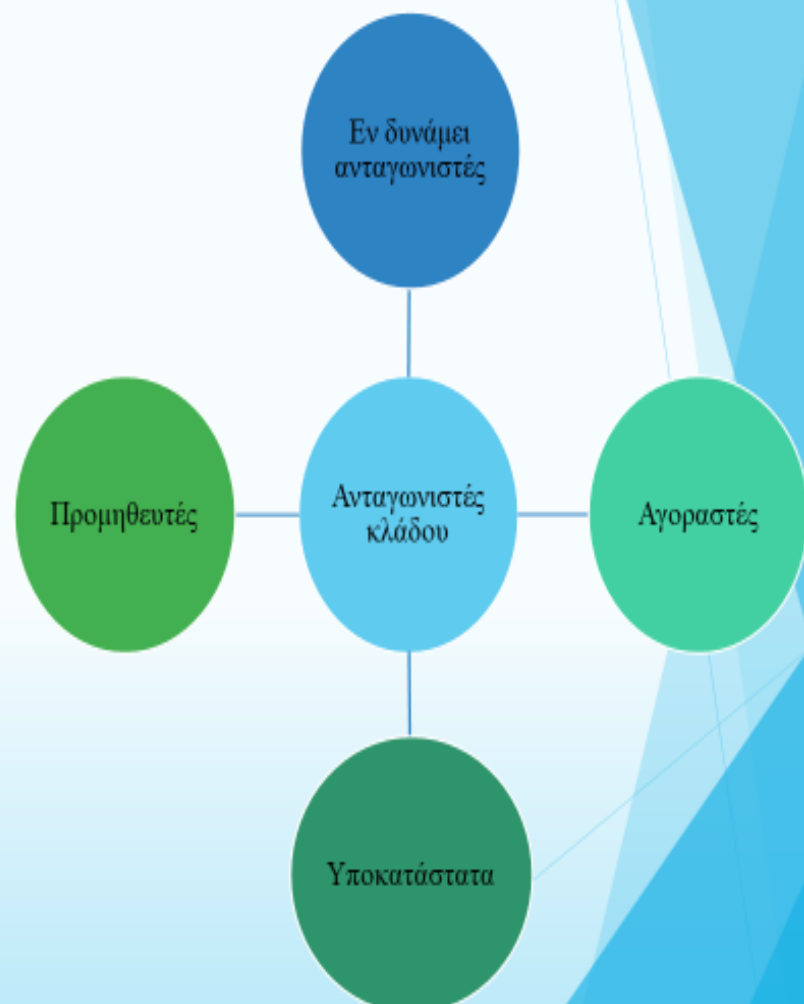 Εν δυνάμει
ανταγωνιστές
Προμηθευτές
Ανταγωνιστές
κλάδου
Αγοραστές
Υποκατάστατα